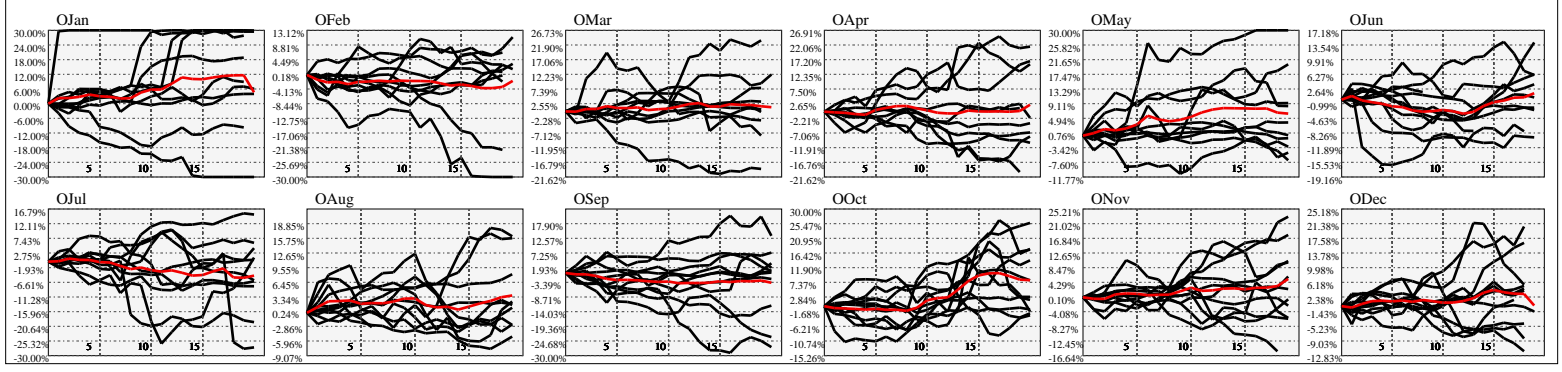 OJan OFeb OMar OApr OMay OJun
30.00% 13.12% 26.73% 26.91% 30.00% 17.18%
24.00% 8.81% 21.90% 22.06% 25.82% 13.54%
18.00% 4.49% 17.06% 17.20% 21.65% 9.91%
12.00% 0.18% 12.23% 12.35% 17.47% 6.27%
6.00% -4.13% 7.39% 7.50% 13.29% 2.64%
0.00% -8.44% 2.55% 2.65% 9.11% -0.99%
-6.00% -12.75% -2.28% -2.21% 4.94% -4.63%
-12.00% -17.06% -7.12% -7.06% 0.76% -8.26%
-18.00% -21.38% -11.95% -11.91% -3.42% -11.89%
-24.00% -25.69% -16.79% -16.76% -7.60% -15.53%
-30.00% -30.00% -21.62% -21.62% -11.77% -19.16%
5 10 15 5 10 15 5 10 15 5 10 15 5 10 15 5 10 15
OJul OAug OSep OOct ONov ODec
16.79% 18.85% 17.90% 30.00% 25.21% 25.18%
12.11% 15.75% 12.57% 25.47% 21.02% 21.38%
7.43% 12.65% 7.25% 20.95% 16.84% 17.58%
2.75% 9.55% 1.93% 16.42% 12.65% 13.78%
-1.93% 6.45% -3.39% 11.90% 8.47% 9.98%
-6.61% 3.34% -8.71% 7.37% 4.29% 6.18%
-11.28% 0.24% -14.03% 2.84% 0.10% 2.38%
-15.96% -2.86% -19.36% -1.68% -4.08% -1.43%
-20.64% -5.96% -24.68% -6.21% -8.27% -5.23%
-25.32% -9.07% -30.00% -10.74% -12.45% -9.03%
-30.00% -15.26% -16.64% -12.83%
5 10 15 5 10 15 5 10 15 5 10 15 5 10 15 5 10 15